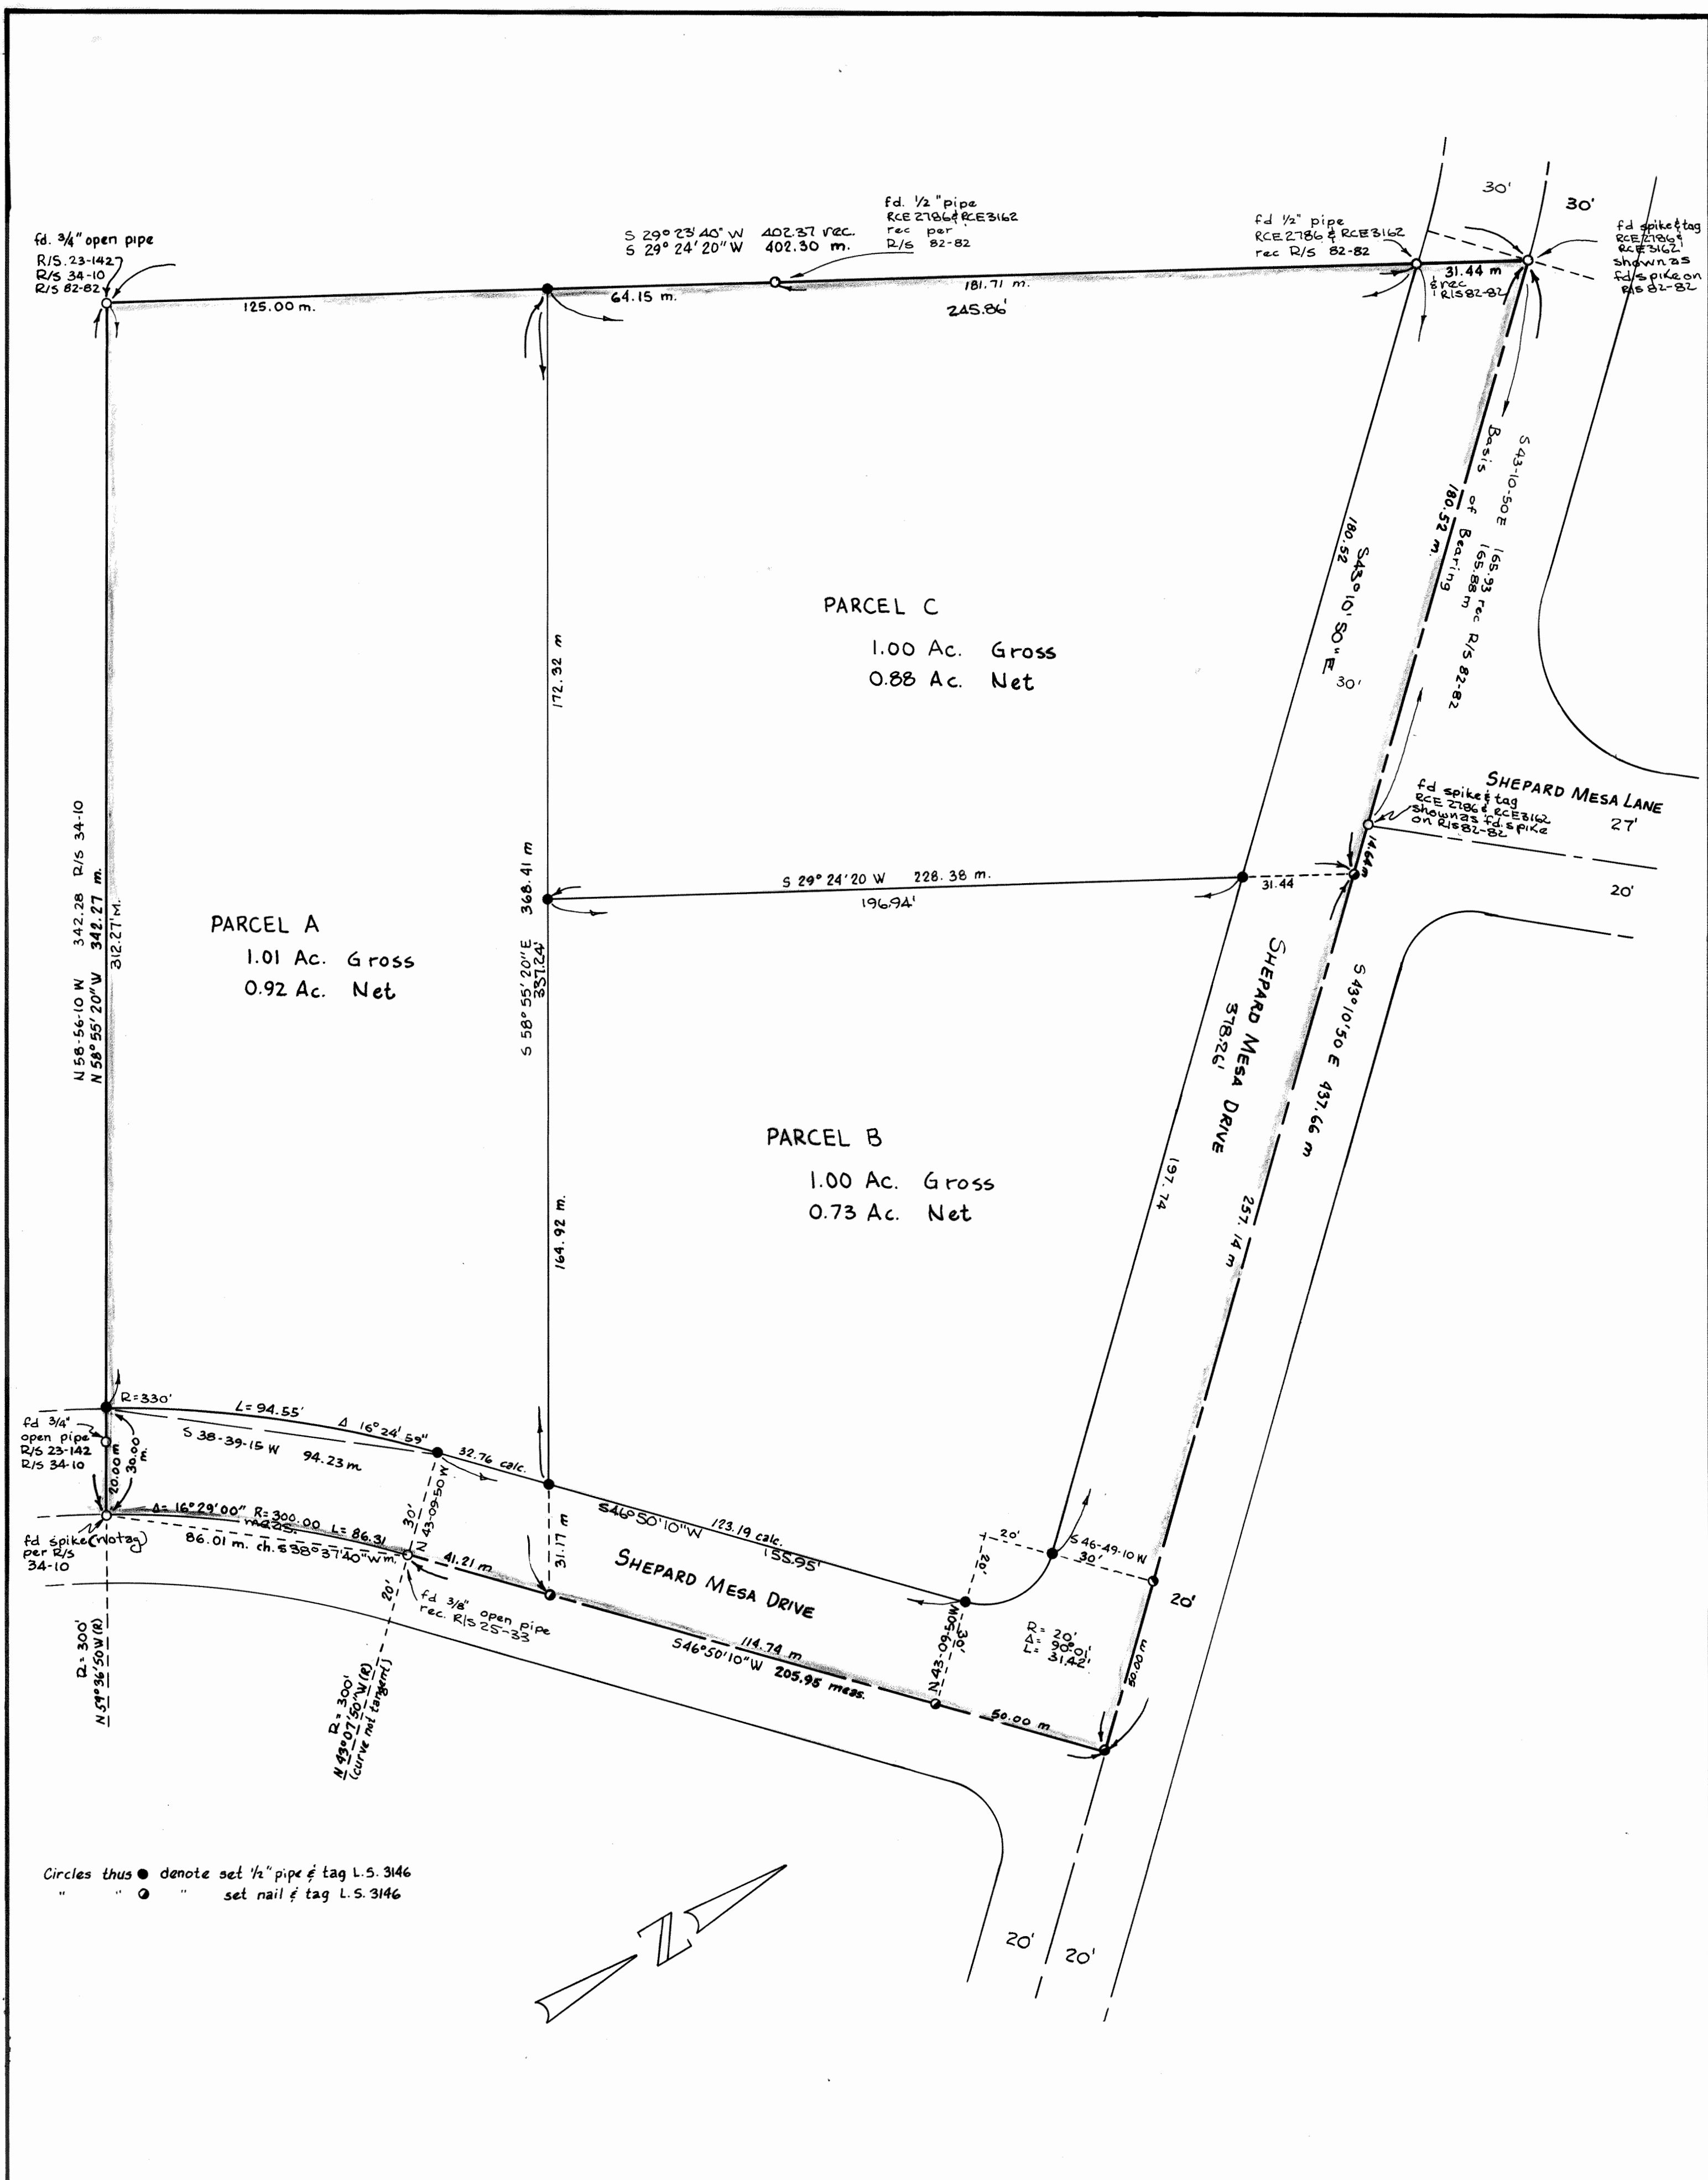 30'
30'
fd. 3/4" open pipe
R/S. 23-142
R/S 34-10
R/S 82-82
S 29° 23' 40" W 402.37 rec.
S 29° 24' 20" W 402.30 m.
fd. 1/2" pipe
RCE 2786 & RCE 3162
rec per
R/S 82-82
fd 1/2" pipe
RCE 2786 & RCE 3162
rec R/S 82-82
fd spike & tag
RCE 2786 &
RCE 3162
shown as
fd spike on
R/S 82-82
125.00 m.
64.15 m.
181.71 m.
245.86'
31.44 m
& rec
R/S 82-82
S 43-10-50 E 165.93 rec R/S 82-82
165.88 m
Basis of Bearing
180.52 m.
180.52
S 43° 10' 50" E
30'
PARCEL C
1.00 Ac. Gross
0.88 Ac. Net
172.32 m
SHEPARD MESA LANE
27'
20'
fd spike & tag
RCE 2786 & RCE 3162
shown as fd. spike
on R/S 82-82
14.64 m
S 29° 24' 20 W 228.38 m.
196.94'
31.44
N 58-56-10 W 342.28 R/S 34-10
N 58° 55' 20" W 342.27 m.
312.27' M.
PARCEL A
1.01 Ac. Gross
0.92 Ac. Net
S 58° 55' 20" E 368.41 m
337.24'
SHEPARD MESA DRIVE
378.26'
S 43° 10' 50 E 437.66 m
PARCEL B
1.00 Ac. Gross
0.73 Ac. Net
164.92 m.
197.74
257.14 m
R=330'
L=94.55'
Δ 16° 24' 59"
S 38-39-15 W 94.23 m
32.76 calc.
fd 3/4"
open pipe
R/S 23-142
R/S 34-10
20.00 m
30.00 m.
Δ= 16° 29' 00" R=300.00 L= 86.31
meas.
86.01 m. ch. S 38° 37' 40" W m.
fd spike (no tag)
per R/S
34-10
30'
N 43-09-50 W
20'
41.21 m
31.17 m
fd 3/8" open pipe
rec. R/S 25-33
S 46° 50' 10" W 123.19 calc.
155.95'
SHEPARD MESA DRIVE
114.74 m
S 46° 50' 10" W 205.95 meas.
20'
20'
S 46-49-10 W
30'
N 43-09-50 W
30'
R= 20'
Δ= 90° 01'
L= 31.42'
20'
50.00 m
50.00 m
R = 300'
N 59° 36' 50 W (R)
R = 300'
N 43° 07' 50" W (R)
(curve not tangent)
Circles thus ● denote set 1/2" pipe & tag L.S. 3146
" " ◑ " set nail & tag L.S. 3146
N
20'
20'